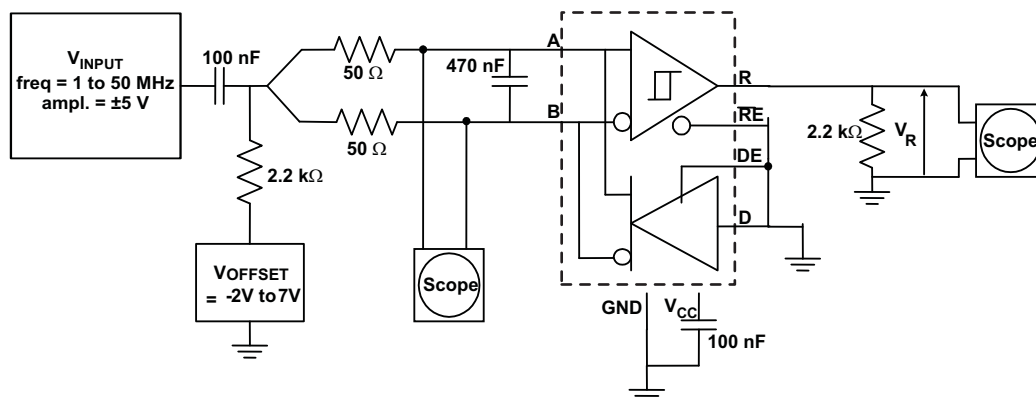 VINPUT
freq = 1 to 50 MHz
ampl. = ±5 V
100 nF
50 Ω
50 Ω
2.2 kΩ
VOFFSET
= -2V to 7V
470 nF
Scope
A
B
R
RE
DE
D
GND
VCC
100 nF
2.2 kΩ
VR
Scope